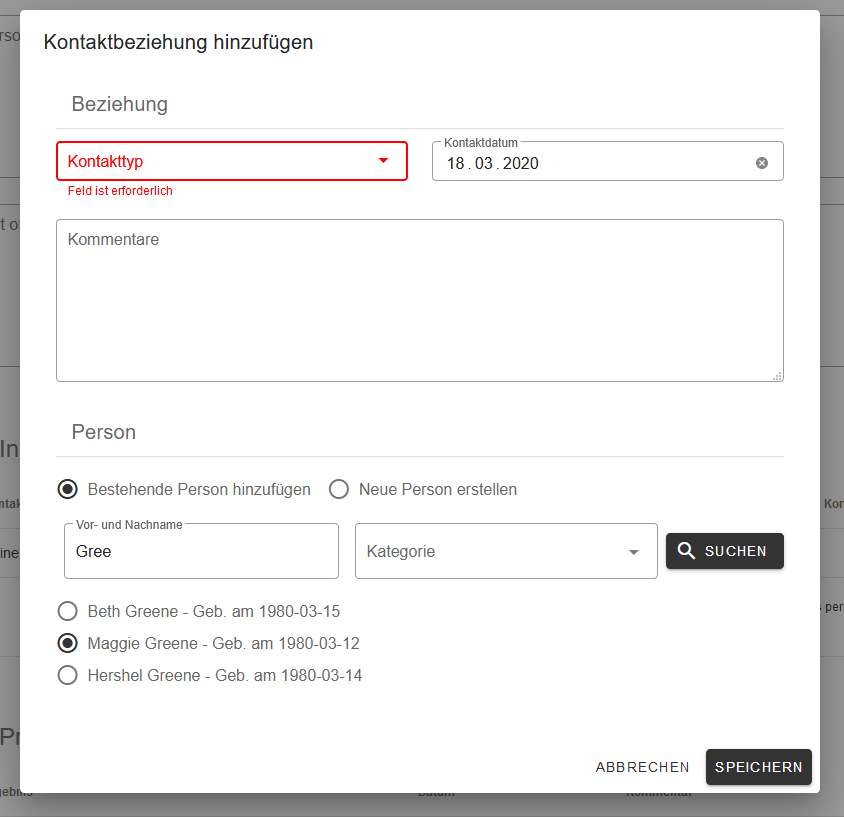 Kontaktbeziehung hinzufügen
Beziehung
Kontakttyp
Kontaktdatum
18 . 03 . 2020
Feld ist erforderlich
Kommentare
Person
Bestehende Person hinzufügen
Neue Person erstellen
Vor- und Nachname
Gree
Kategorie
SUCHEN
Beth Greene - Geb. am 1980-03-15
Maggie Greene - Geb. am 1980-03-12
Hershel Greene - Geb. am 1980-03-14
ABBRECHEN
SPEICHERN